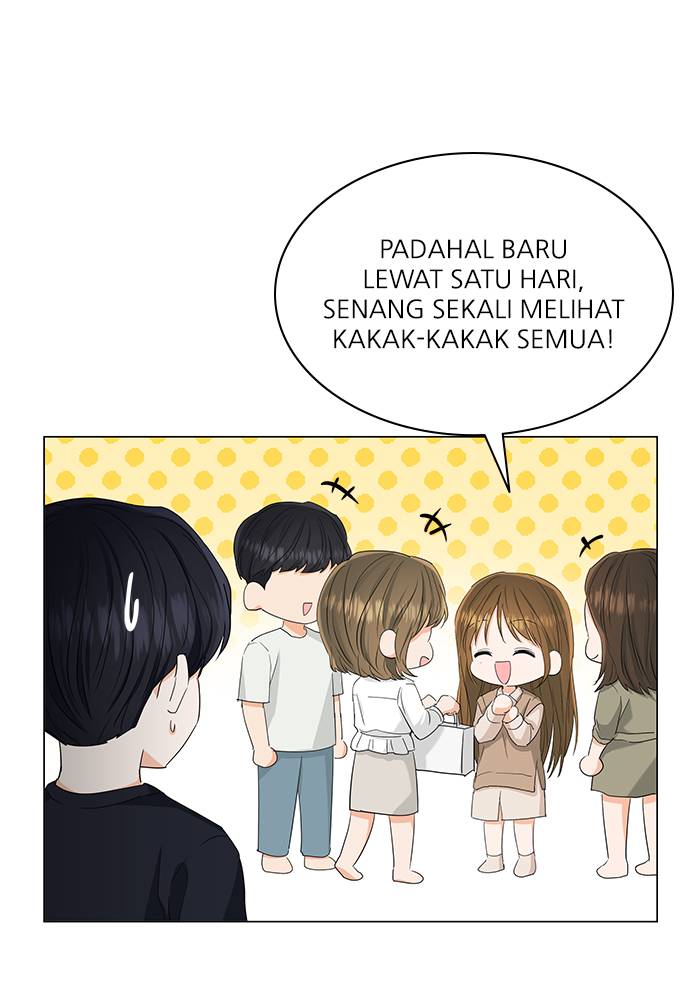 PADAHAL BARU
LEWAT SATU HARI,
SENANG SEKALI MELIHAT
KAKAK-KAKAK SEMUA!